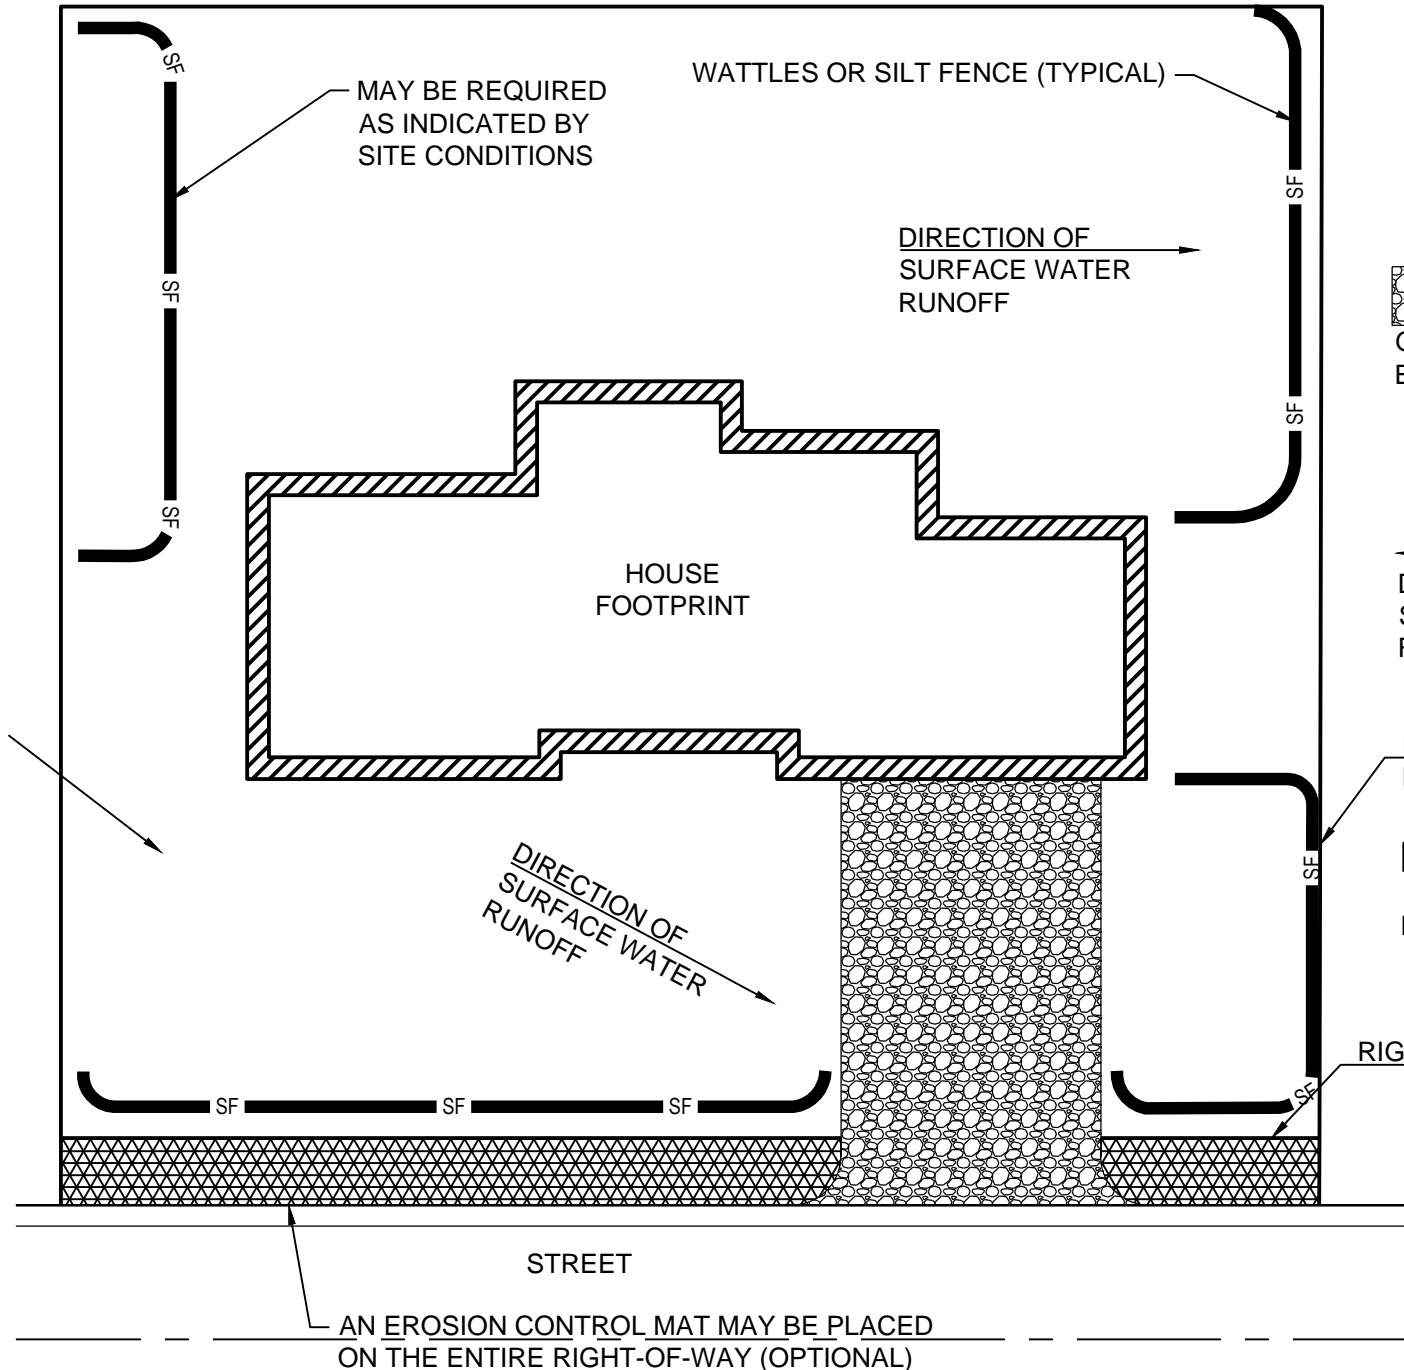 SF
MAY BE REQUIRED
AS INDICATED BY
SITE CONDITIONS
WATTLES OR SILT FENCE (TYPICAL)
SF
DIRECTION OF
SURFACE WATER
RUNOFF
SF
SF
SF
HOUSE
FOOTPRINT
DIRECTION OF
SURFACE WATER
RUNOFF
SF
SF
SF
SF
SF
STREET
AN EROSION CONTROL MAT MAY BE PLACED
ON THE ENTIRE RIGHT-OF-WAY (OPTIONAL)